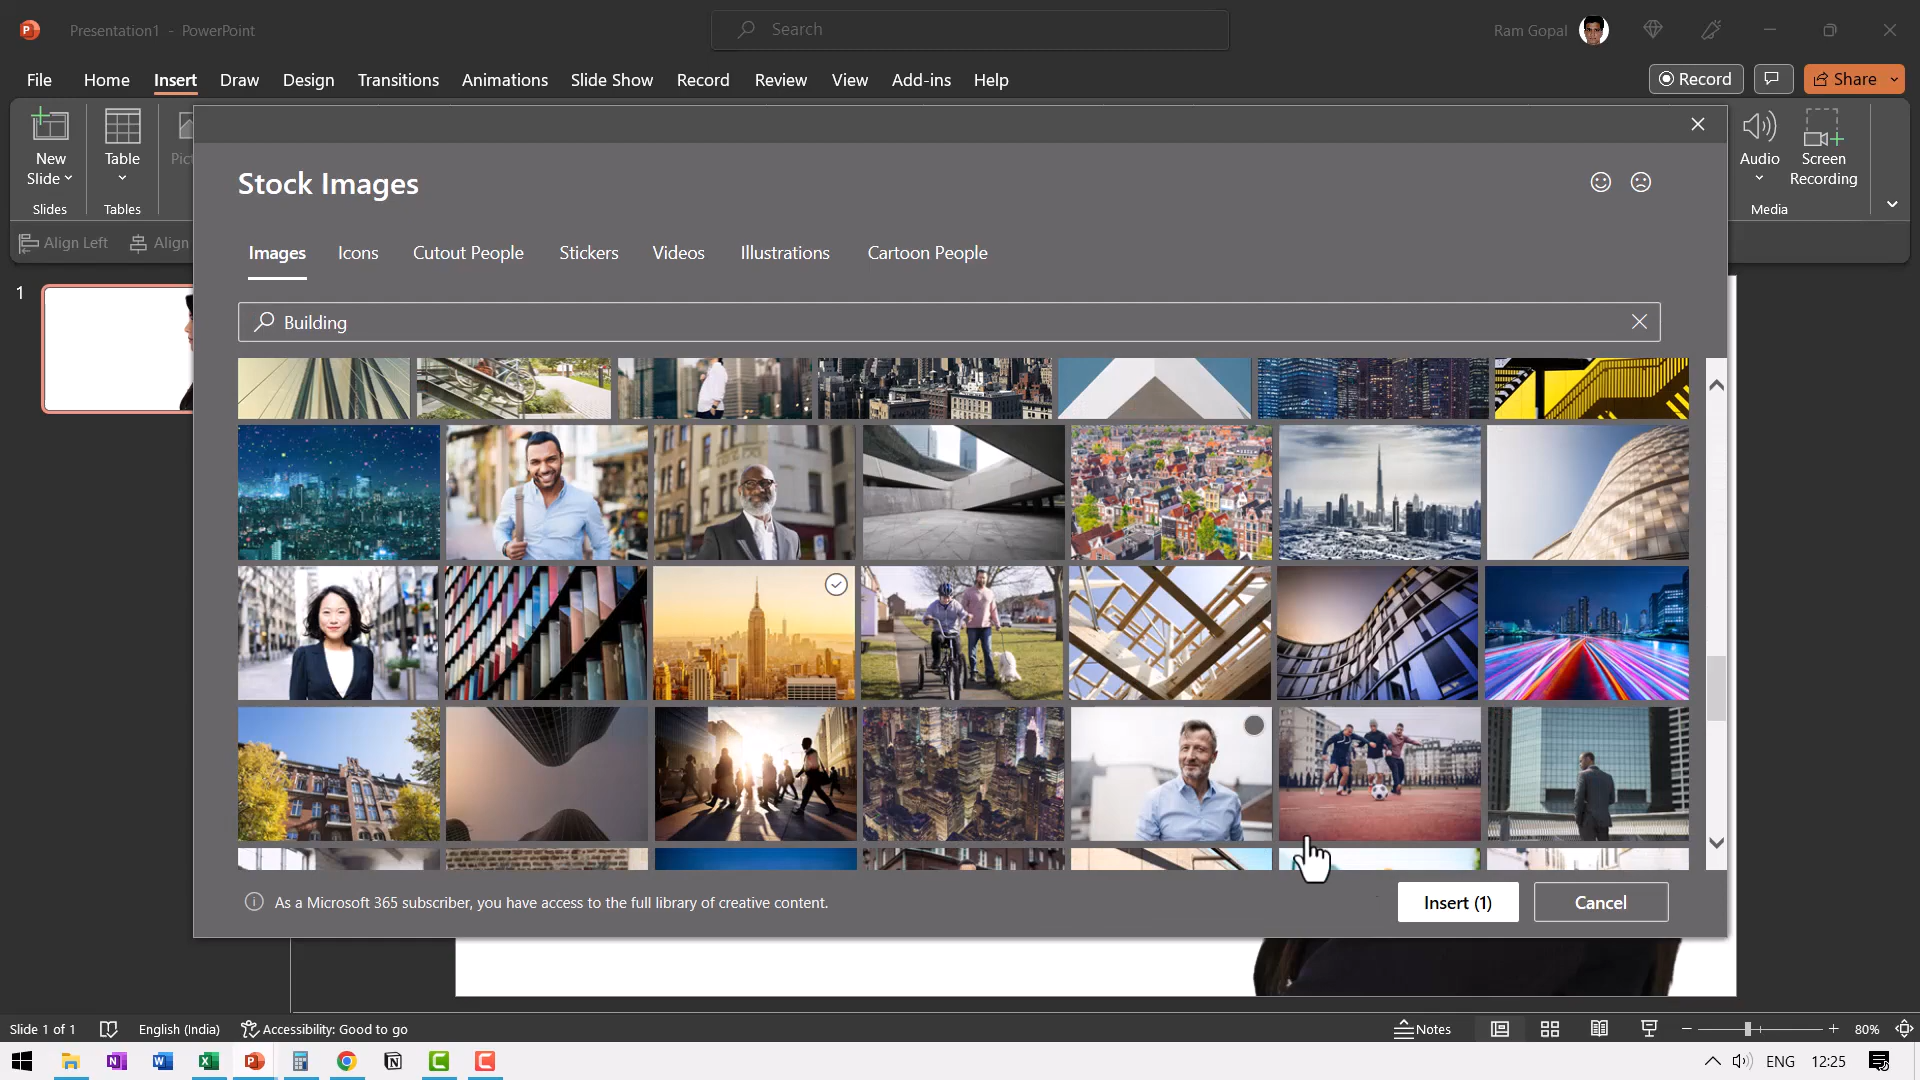 Presentation1 - PowerPoint
Search
Ram Gopal
File Home Insert Draw Design Transitions Animations Slide Show Record Review View Add-ins Help
Record
Share
New
Slide
Slides
Table
Tables
Audio
Screen
Recording
Media
Align Left
Align
Stock Images
Images Icons Cutout People Stickers Videos Illustrations Cartoon People
Building
1
As a Microsoft 365 subscriber, you have access to the full library of creative content.
Insert (1)
Cancel
Slide 1 of 1
English (India)
Accessibility: Good to go
Notes
80%
ENG
12:25